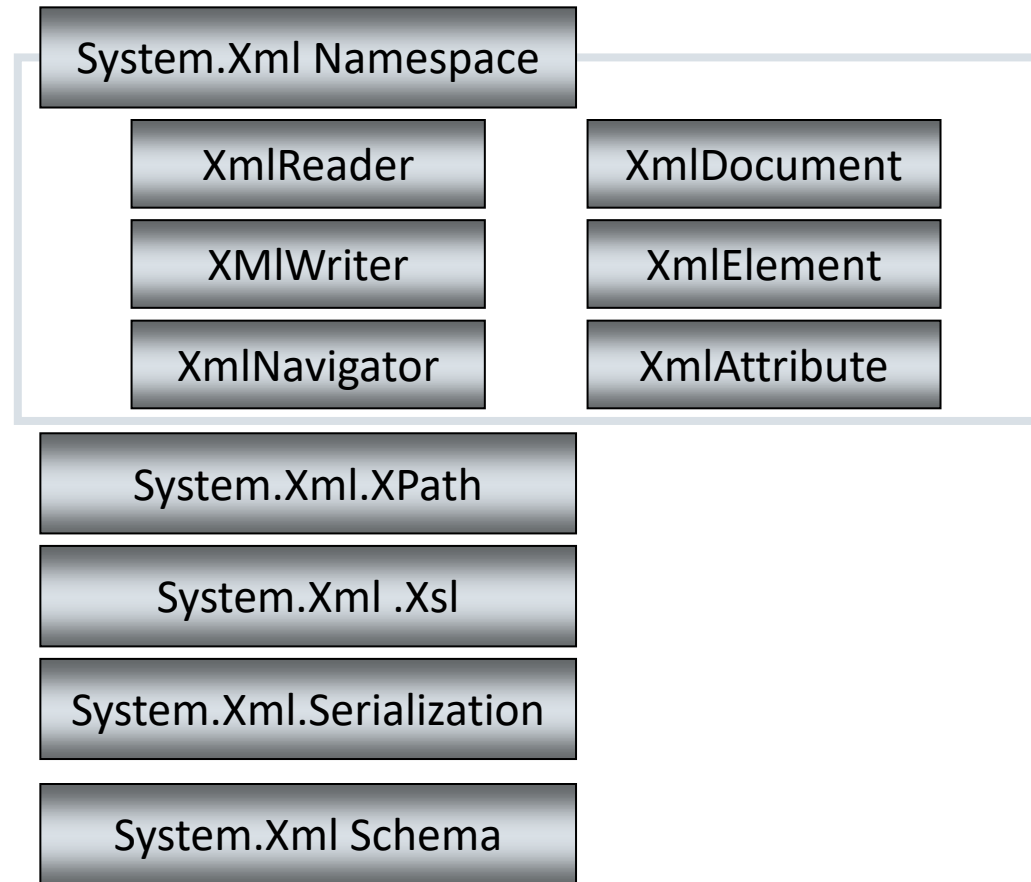 System.Xml Namespace
XmlReader
XmlDocument
XMlWriter
XmlElement
XmlNavigator
XmlAttribute
System.Xml.XPath
System.Xml .Xsl
System.Xml.Serialization
System.Xml Schema